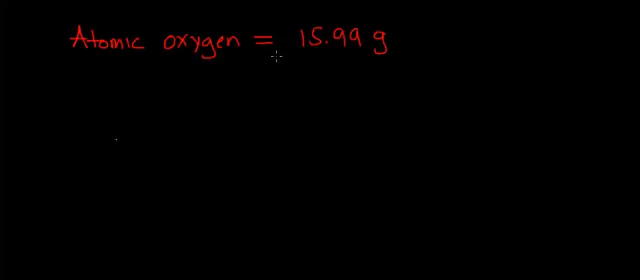 Atomic oxygen = 15.99 g